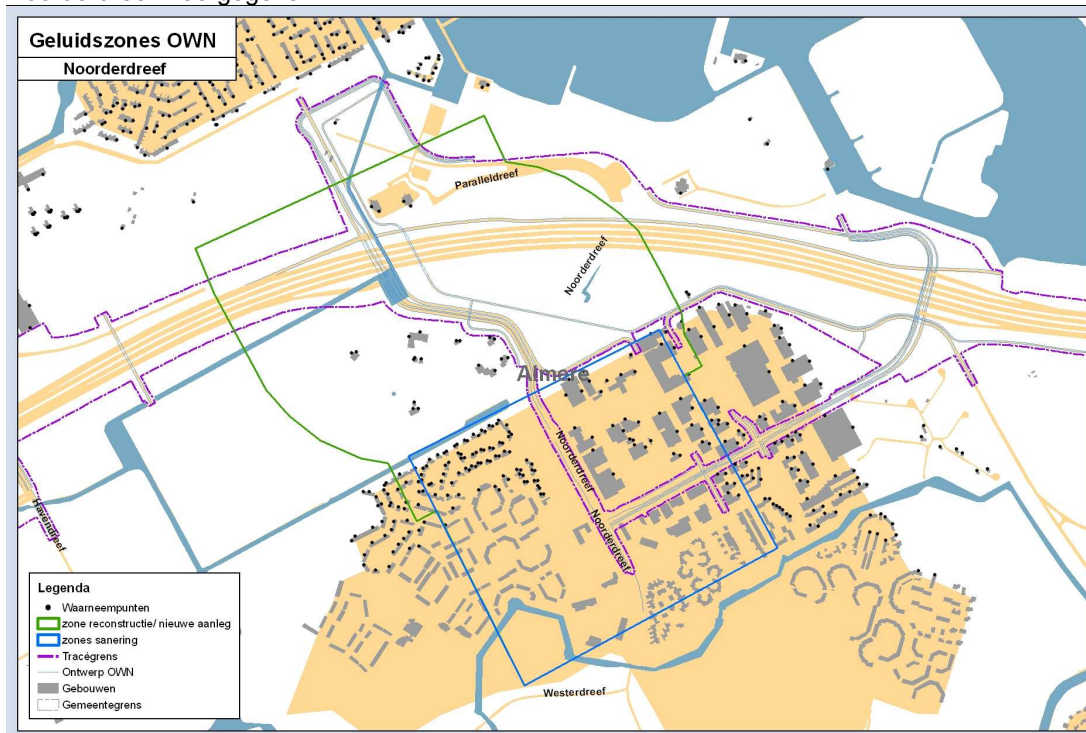 Geluidszones OWN
Noorderdreef
Paralleldreef
Noorderdreef
Almere
Noorderdreef
Noorderdreef
Havendreef
Westerdreef
Legenda
Waarneempunten
zone reconstructie/ nieuwe aanleg
zones sanering
Tracégrens
Ontwerp OWN
Gebouwen
Gemeentegrens